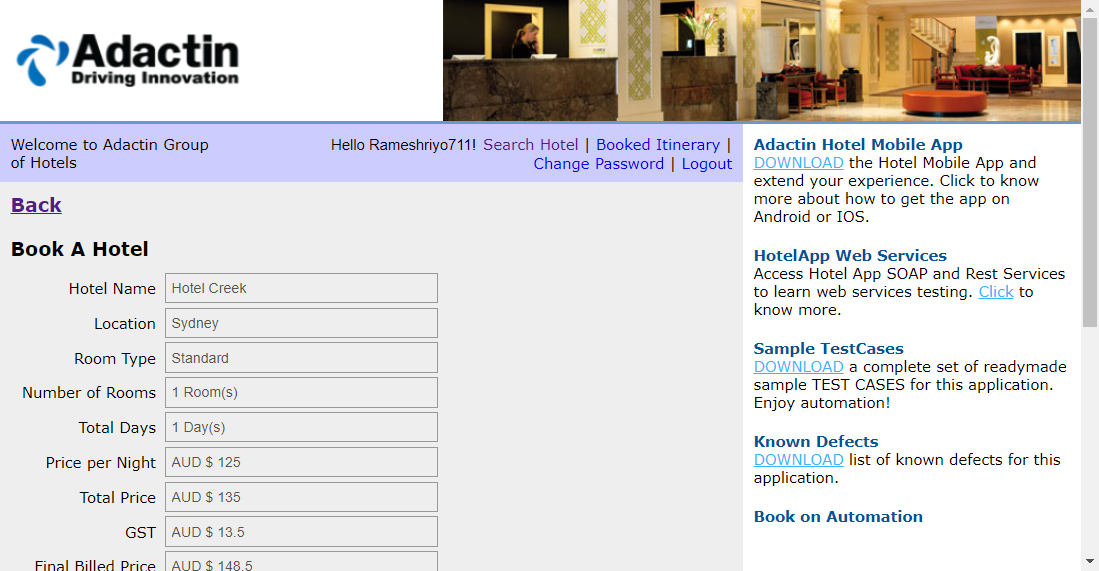 Adactin
Driving Innovation
Welcome to Adactin Group
of Hotels
Hello Rameshriyo711! Search Hotel | Booked Itinerary |
Change Password | Logout
Back
Book A Hotel
Hotel Name Hotel Creek
Location Sydney
Room Type Standard
Number of Rooms 1 Room(s)
Total Days 1 Day(s)
Price per Night AUD $ 125
Total Price AUD $ 135
GST AUD $ 13.5
Final Billed Price AUD $ 148.5
Adactin Hotel Mobile App
DOWNLOAD the Hotel Mobile App and
extend your experience. Click to know
more about how to get the app on
Android or IOS.
HotelApp Web Services
Access Hotel App SOAP and Rest Services
to learn web services testing. Click to
know more.
Sample TestCases
DOWNLOAD a complete set of readymade
sample TEST CASES for this application.
Enjoy automation!
Known Defects
DOWNLOAD list of known defects for this
application.
Book on Automation